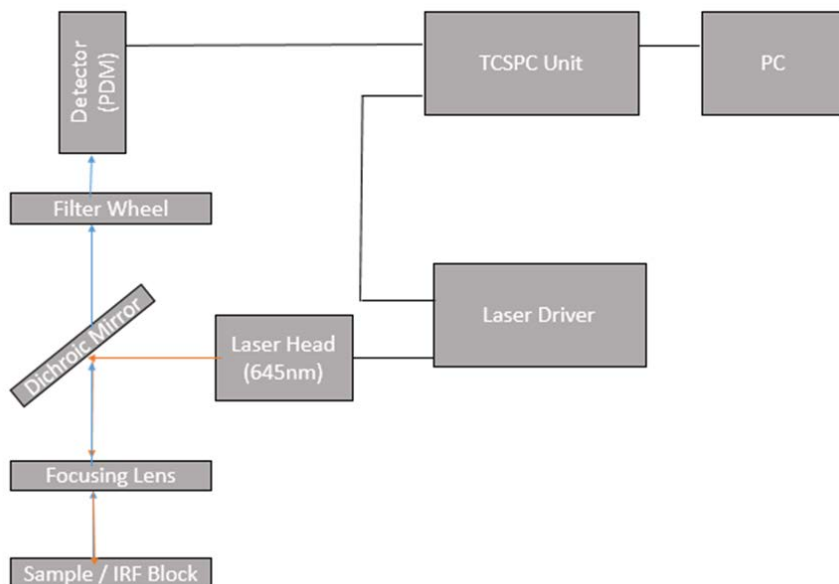 Detector
(PDM)
TCSPC Unit
PC
Filter Wheel
Dichroic Mirror
Laser Head
(645nm)
Laser Driver
Focusing Lens
Sample / IRF Block